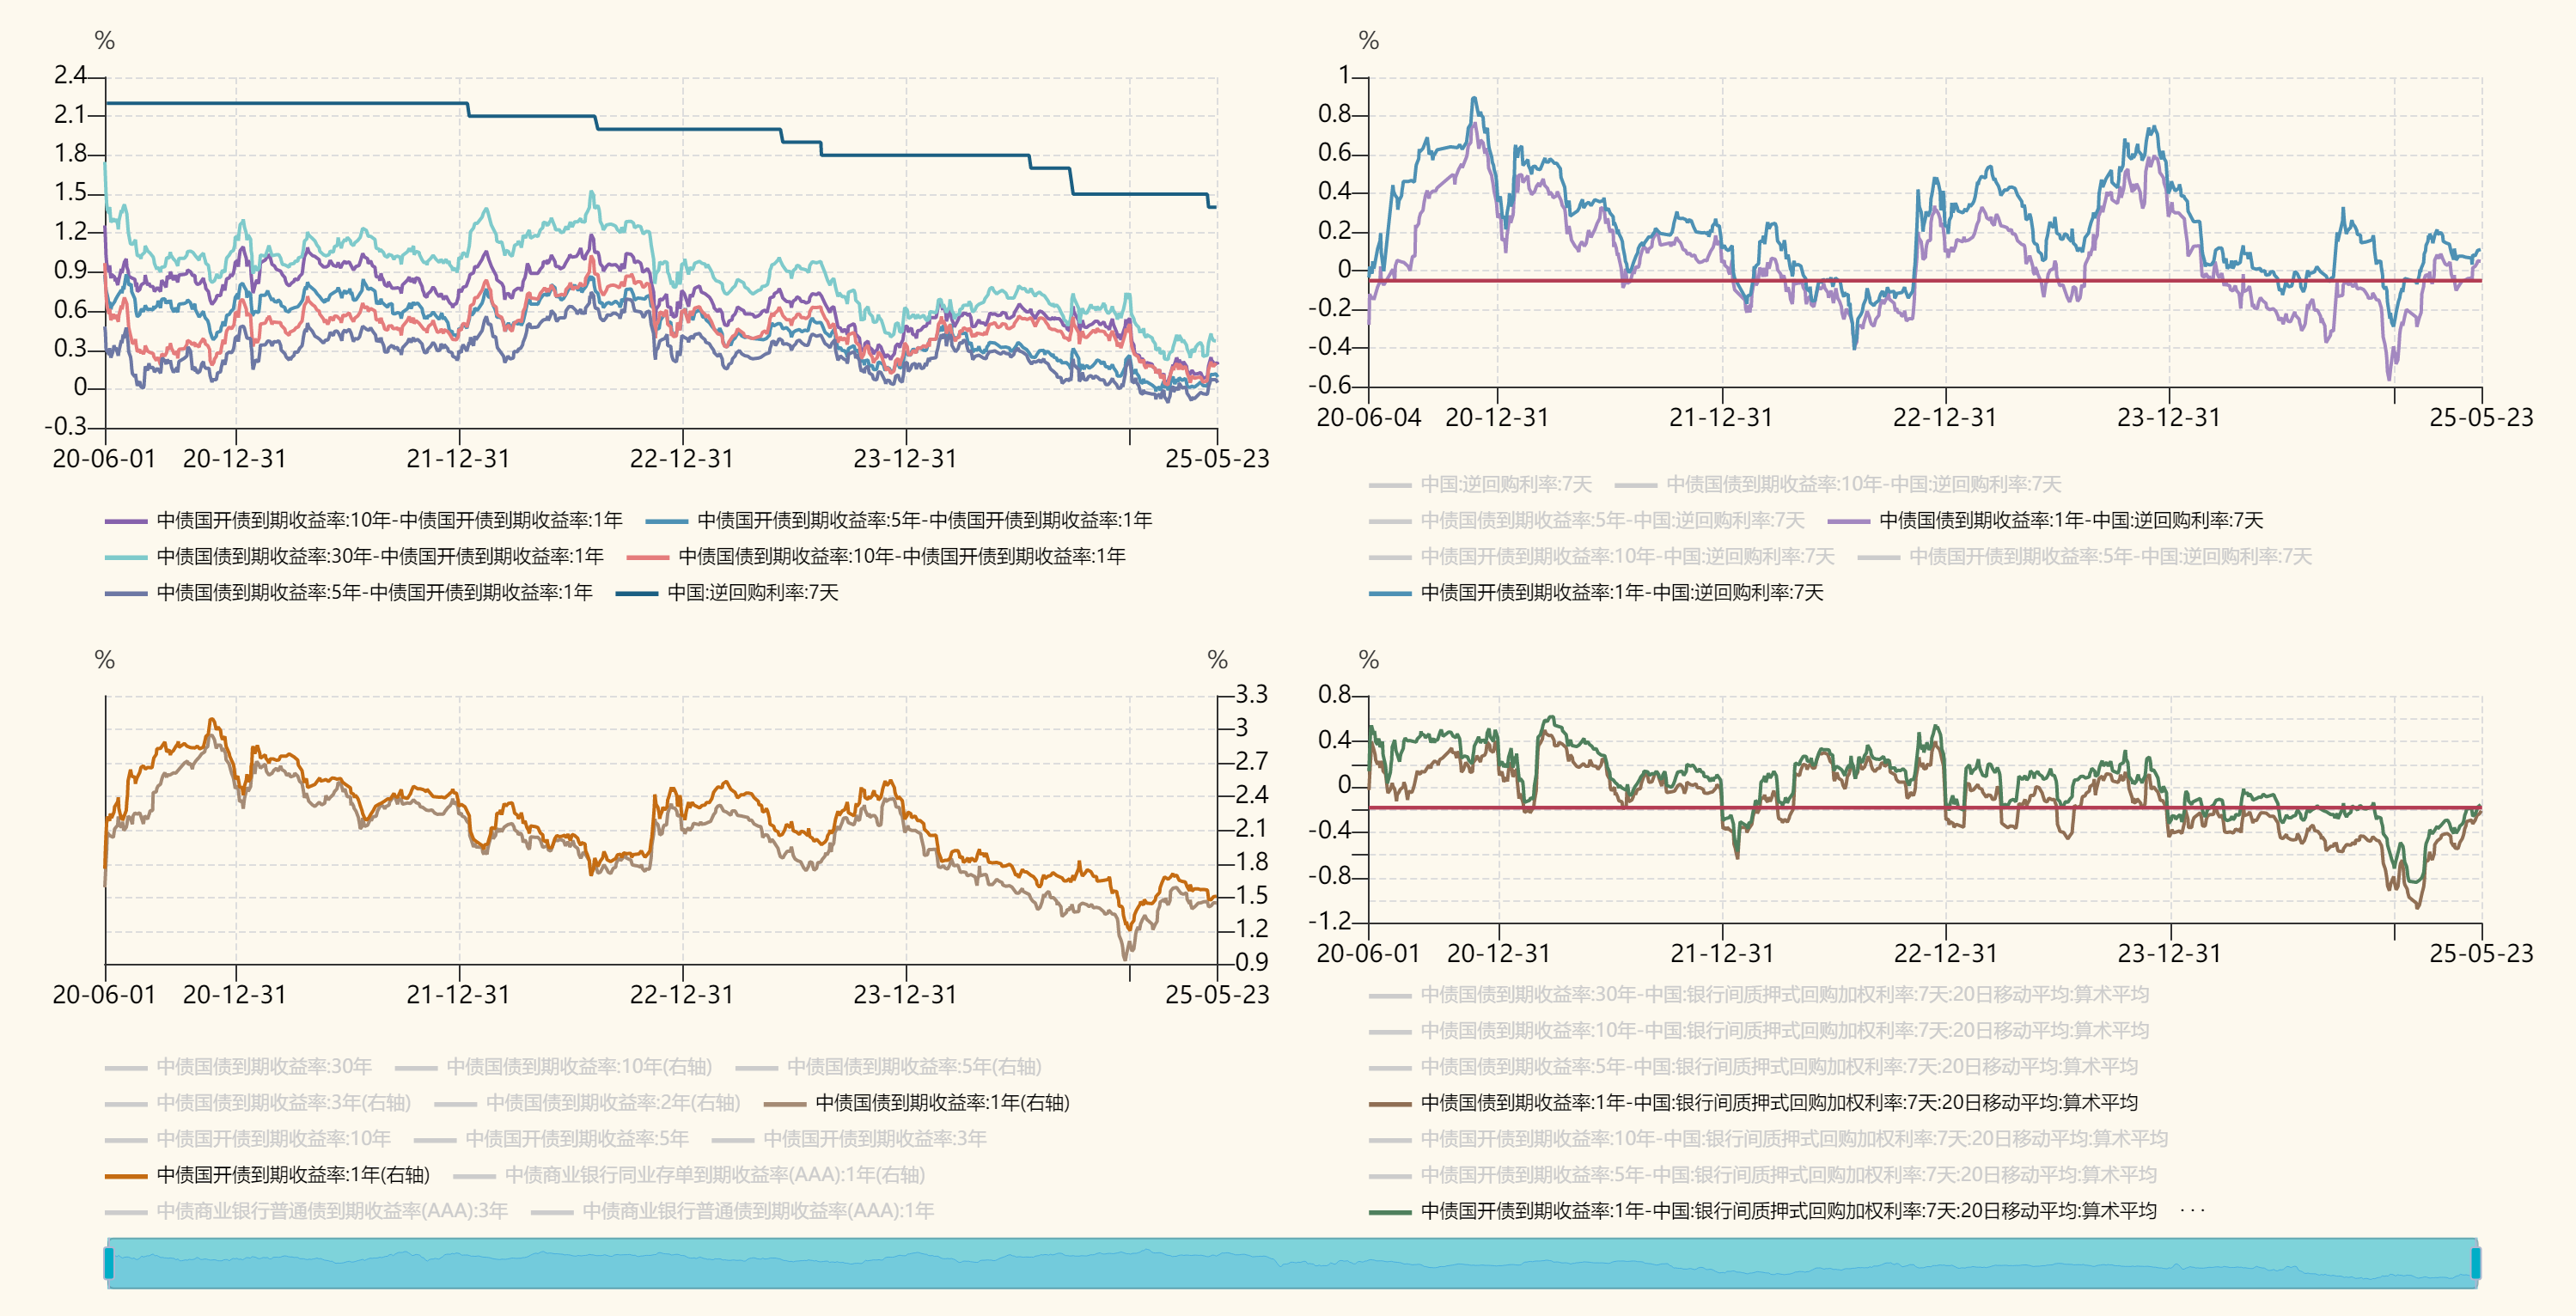 %
2.4
2.1
1.8
1.5
1.2
0.9
0.6
0.3
0
-0.3
20-06-01 20-12-31 21-12-31 22-12-31 23-12-31 25-05-23
中债国开债到期收益率:10年-中债国开债到期收益率:1年 中债国开债到期收益率:5年-中债国开债到期收益率:1年
中债国债到期收益率:30年-中债国开债到期收益率:1年 中债国债到期收益率:10年-中债国开债到期收益率:1年
中债国债到期收益率:5年-中债国开债到期收益率:1年 中国:逆回购利率:7天
%
1
0.8
0.6
0.4
0.2
0
-0.2
-0.4
-0.6
20-06-04 20-12-31 21-12-31 22-12-31 23-12-31 25-05-23
中国:逆回购利率:7天 中债国债到期收益率:10年-中国:逆回购利率:7天
中债国债到期收益率:5年-中国:逆回购利率:7天 中债国债到期收益率:1年-中国:逆回购利率:7天
中债国开债到期收益率:10年-中国:逆回购利率:7天 中债国开债到期收益率:5年-中国:逆回购利率:7天
中债国开债到期收益率:1年-中国:逆回购利率:7天
% %
3.3
3
2.7
2.4
2.1
1.8
1.5
1.2
0.9
20-06-01 20-12-31 21-12-31 22-12-31 23-12-31 25-05-23
中债国债到期收益率:30年 中债国债到期收益率:10年(右轴) 中债国债到期收益率:5年(右轴)
中债国债到期收益率:3年(右轴) 中债国债到期收益率:2年(右轴) 中债国债到期收益率:1年(右轴)
中债国开债到期收益率:10年 中债国开债到期收益率:5年 中债国开债到期收益率:3年
中债国开债到期收益率:1年(右轴) 中债商业银行同业存单到期收益率(AAA):1年(右轴)
中债商业银行普通债到期收益率(AAA):3年 中债商业银行普通债到期收益率(AAA):1年
%
0.8
0.4
0
-0.4
-0.8
-1.2
20-06-01 20-12-31 21-12-31 22-12-31 23-12-31 25-05-23
中债国债到期收益率:30年-中国:银行间质押式回购加权利率:7天:20日移动平均:算术平均
中债国债到期收益率:10年-中国:银行间质押式回购加权利率:7天:20日移动平均:算术平均
中债国债到期收益率:5年-中国:银行间质押式回购加权利率:7天:20日移动平均:算术平均
中债国债到期收益率:1年-中国:银行间质押式回购加权利率:7天:20日移动平均:算术平均
中债国开债到期收益率:10年-中国:银行间质押式回购加权利率:7天:20日移动平均:算术平均
中债国开债到期收益率:5年-中国:银行间质押式回购加权利率:7天:20日移动平均:算术平均
中债国开债到期收益率:1年-中国:银行间质押式回购加权利率:7天:20日移动平均:算术平均 ···